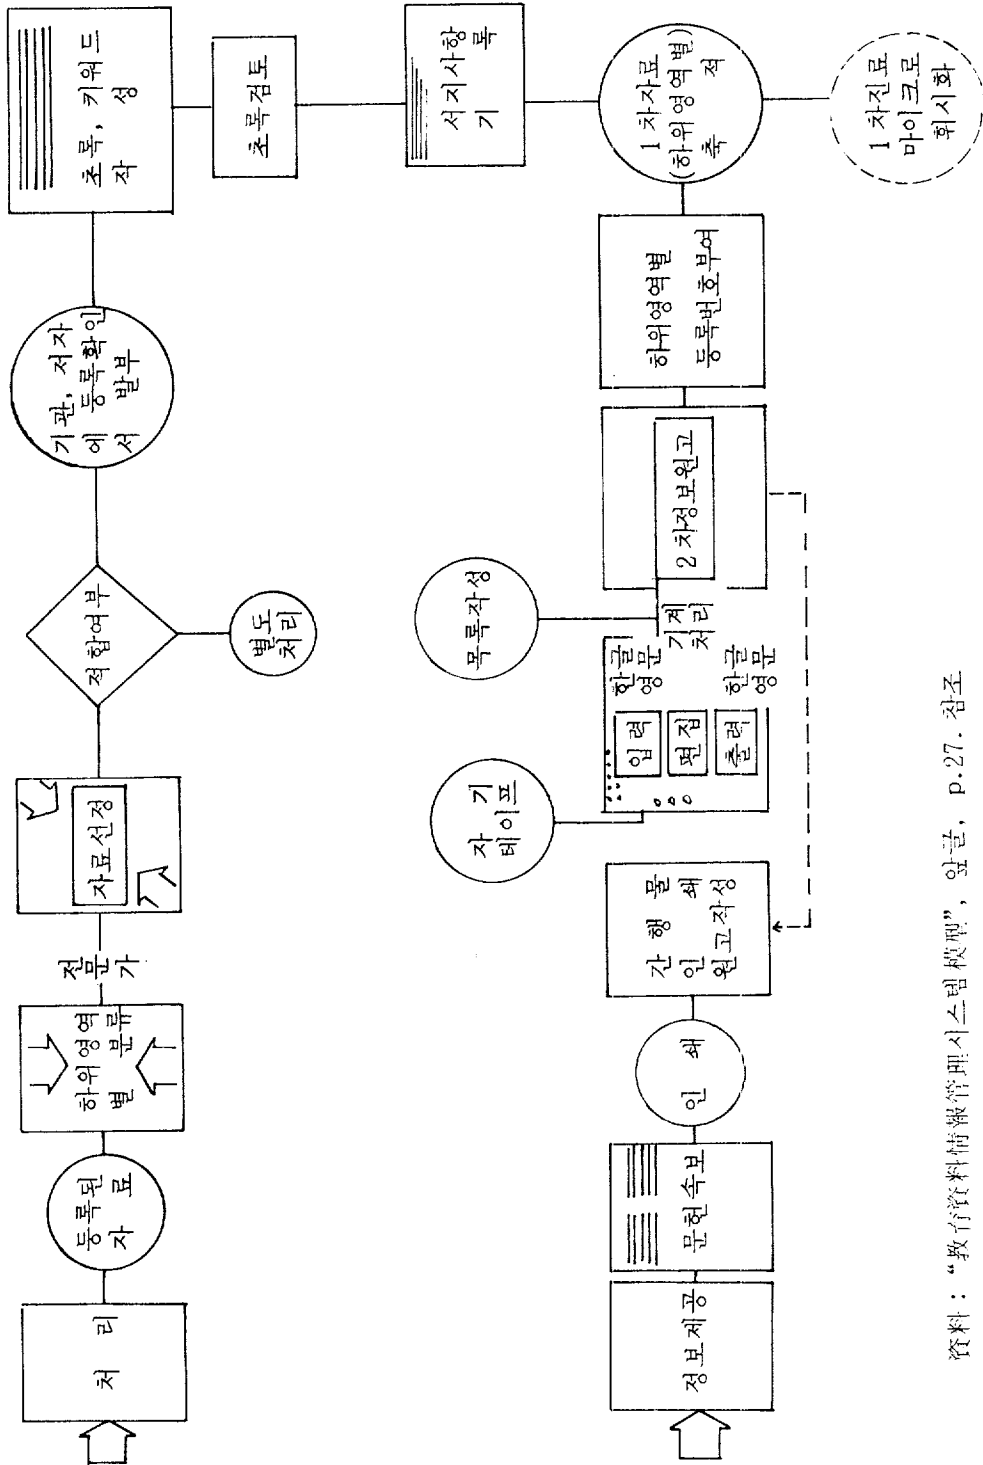 처 리
등록된
자 료
하위영역
별 분류
전문가
자료선정
적합여부
별도
처리
기관, 저자
에 등록확인
서 발부
초록, 키워드
작 성
초록검토
서지사항
기 록
1차자료
(하위영역별)
축 적
1차진료
마이크로
휘시화
하위영역별
등록번호부여
2차정보원고
목록작성
기계
처리
한글
영문
입력
편집
출력
한글
영문
자 기
테이프
간 행 물
인 쇄
원고작성
인 쇄
문헌속보
정보제공
資料 : “教育資料情報管理시스템模型”, 앞글, p.27. 참조